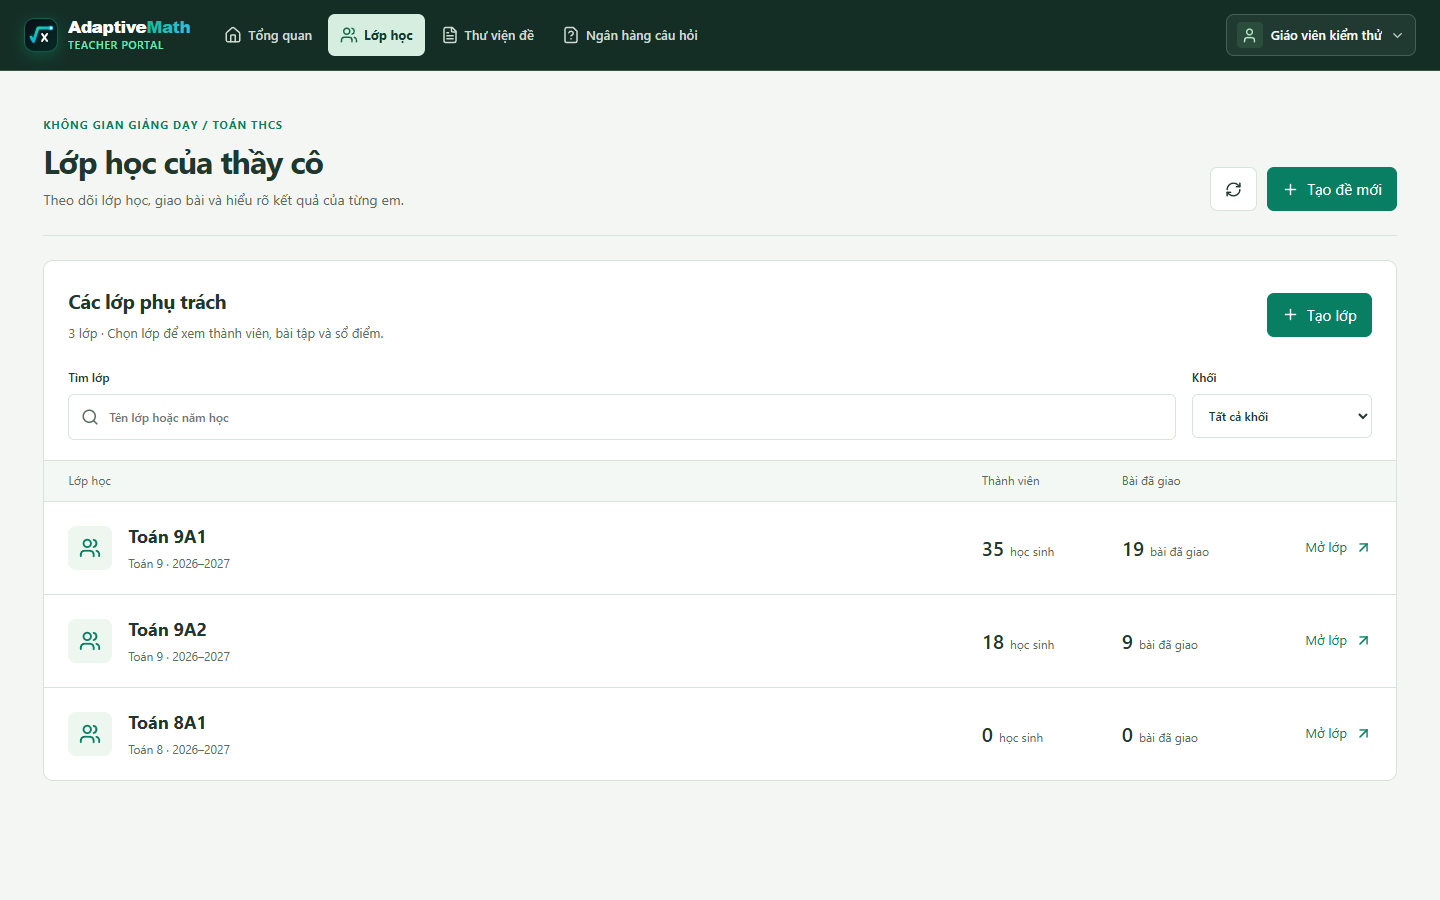 AdaptiveMath
TEACHER PORTAL
Tổng quan
Lớp học
Thư viện đề
Ngân hàng câu hỏi
Giáo viên kiểm thử
KHÔNG GIAN GIẢNG DẠY / TOÁN THCS
Lớp học của thầy cô
Theo dõi lớp học, giao bài và hiểu rõ kết quả của từng em.
Tạo đề mới
Các lớp phụ trách
3 lớp · Chọn lớp để xem thành viên, bài tập và sổ điểm.
Tạo lớp
Tìm lớp
Khối
Tên lớp hoặc năm học
Tất cả khối
Lớp học Thành viên Bài đã giao
Toán 9A1
Toán 9 · 2026–2027
35 học sinh 19 bài đã giao Mở lớp
Toán 9A2
Toán 9 · 2026–2027
18 học sinh 9 bài đã giao Mở lớp
Toán 8A1
Toán 8 · 2026–2027
0 học sinh 0 bài đã giao Mở lớp